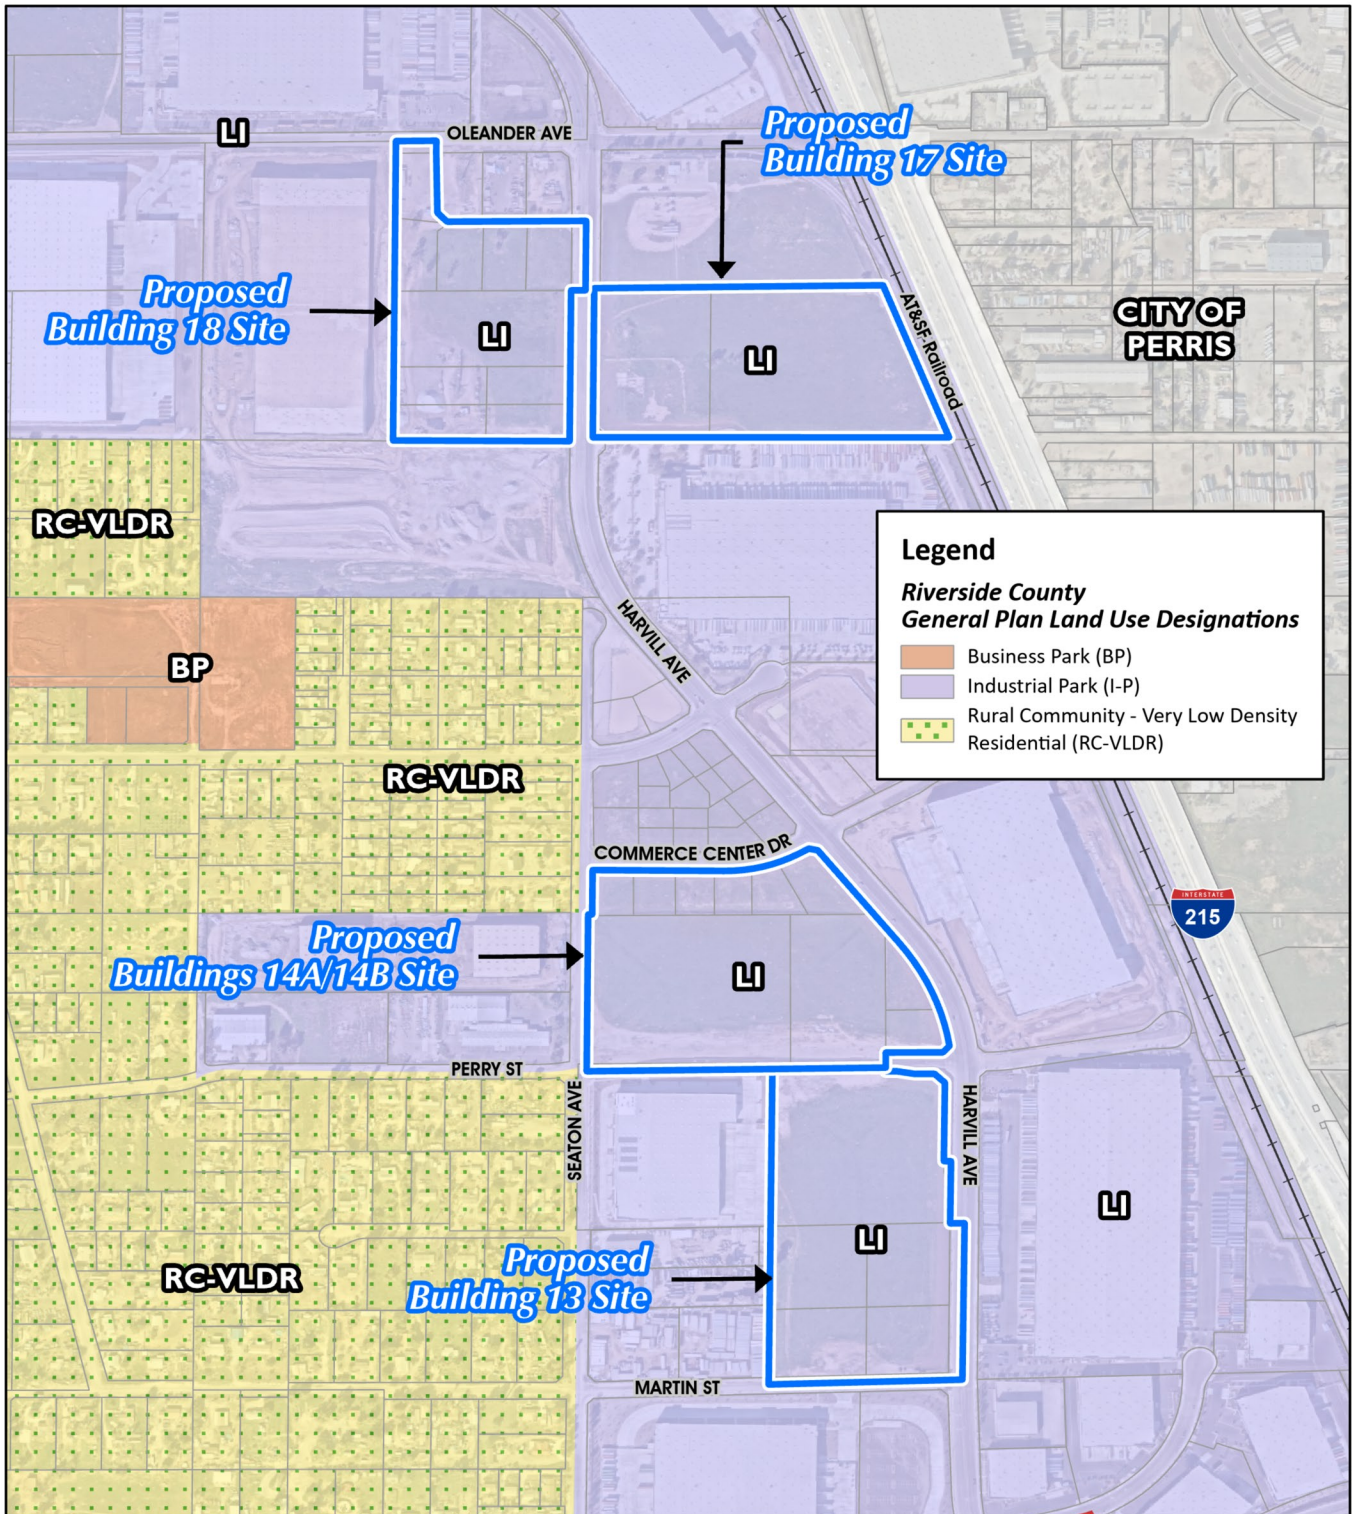 LI
OLEANDER AVE
Proposed
Building 17 Site
Proposed
Building 18 Site
LI
LI
AT&SF Railroad
CITY OF
PERRIS
RC-VLDR
Legend
Riverside County
General Plan Land Use Designations
Business Park (BP)
Industrial Park (I-P)
Rural Community - Very Low Density
Residential (RC-VLDR)
HARVILL AVE
BP
RC-VLDR
COMMERCE CENTER DR
INTERSTATE
215
Proposed
Buildings 14A/14B Site
LI
PERRY ST
SEATON AVE
HARVILL AVE
LI
LI
RC-VLDR
Proposed
Building 13 Site
MARTIN ST